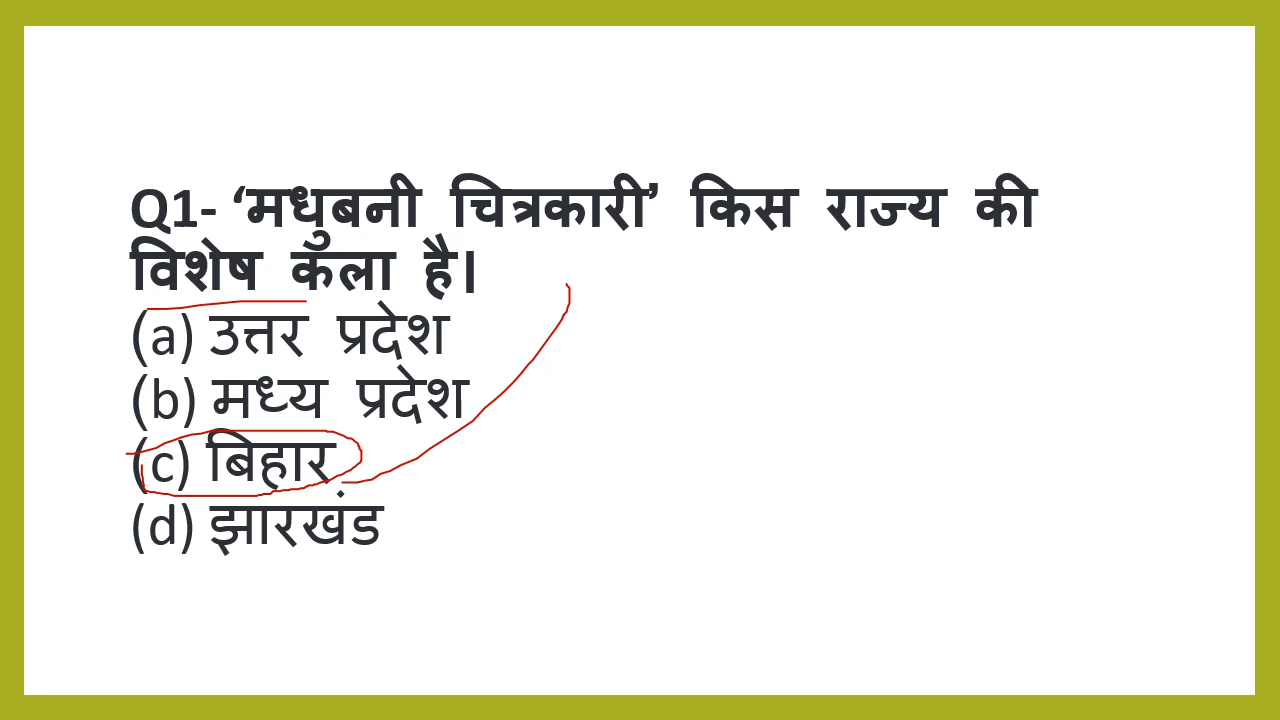 Q1- ‘मधुबनी चित्रकारी’ किस राज्य की
विशेष कला है।
(a) उत्तर प्रदेश
(b) मध्य प्रदेश
(c) बिहार
(d) झारखंड